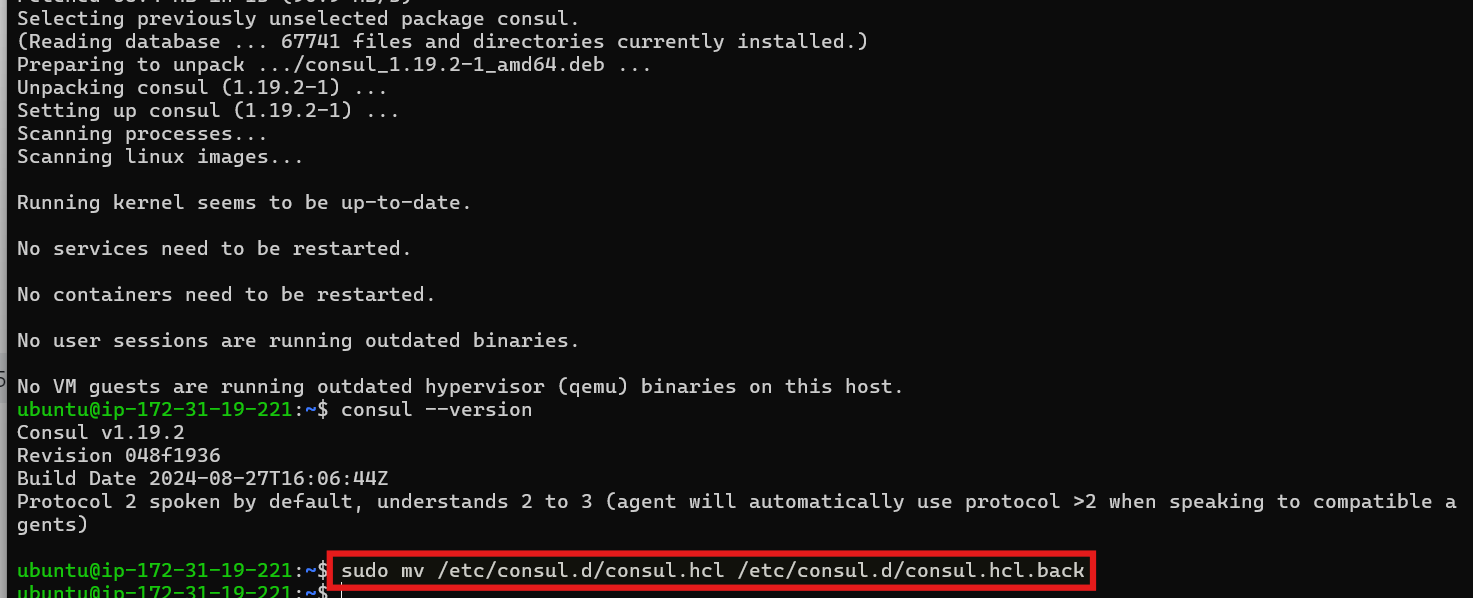 Selecting previously unselected package consul.
(Reading database ... 67741 files and directories currently installed.)
Preparing to unpack .../consul_1.19.2-1_amd64.deb ...
Unpacking consul (1.19.2-1) ...
Setting up consul (1.19.2-1) ...
Scanning processes...
Scanning linux images...
Running kernel seems to be up-to-date.
No services need to be restarted.
No containers need to be restarted.
No user sessions are running outdated binaries.
No VM guests are running outdated hypervisor (qemu) binaries on this host.
ubuntu@ip-172-31-19-221:~$ consul --version
Consul v1.19.2
Revision 048f1936
Build Date 2024-08-27T16:06:44Z
Protocol 2 spoken by default, understands 2 to 3 (agent will automatically use protocol >2 when speaking to compatible a
gents)
ubuntu@ip-172-31-19-221:~$ sudo mv /etc/consul.d/consul.hcl /etc/consul.d/consul.hcl.back
ubuntu@ip-172-31-19-221:~$